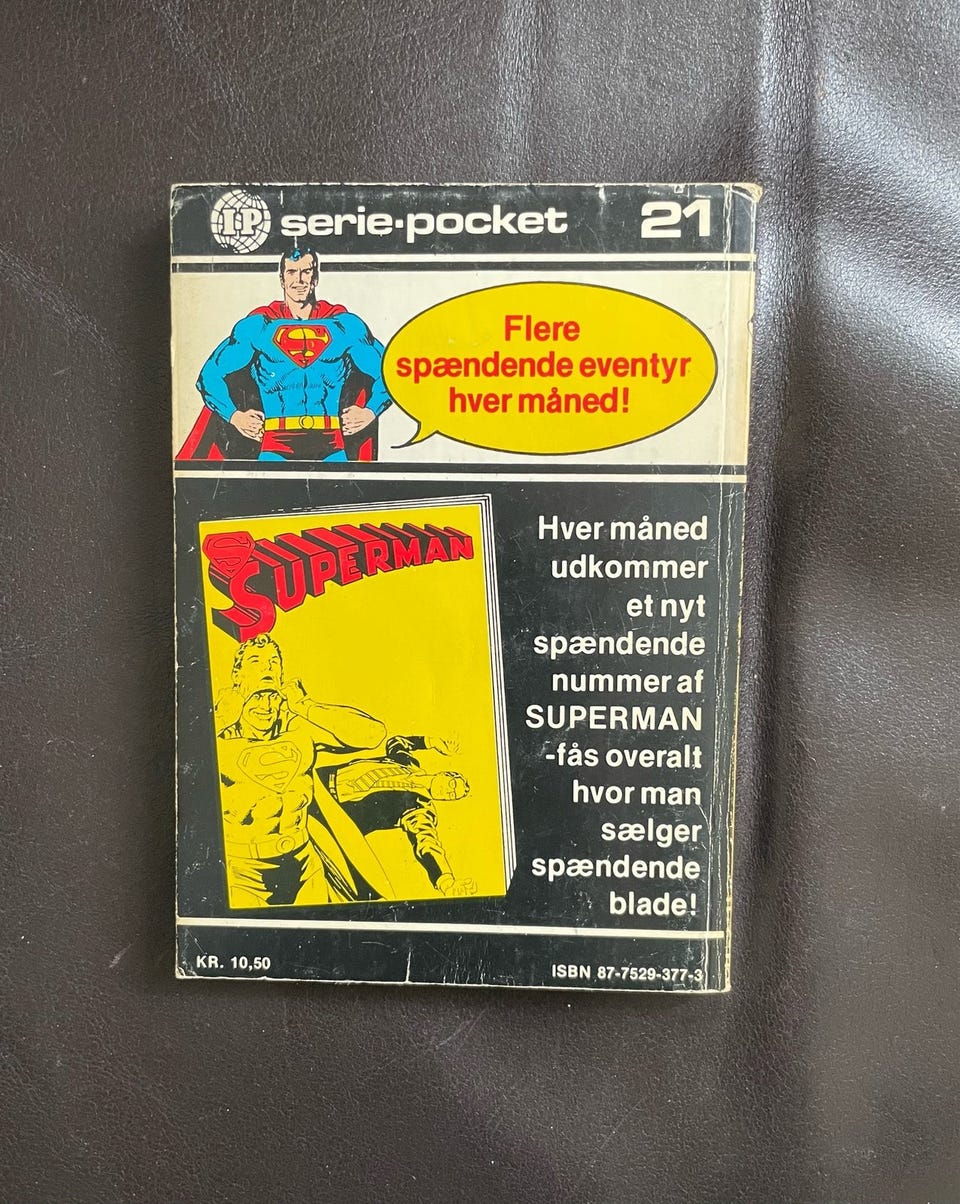 I·P serie·pocket 21
Flere
spændende eventyr
hver måned!
SUPERMAN
Hver måned
udkommer
et nyt
spændende
nummer af
SUPERMAN
-fås overalt
hvor man
sælger
spændende
blade!
KR. 10,50
ISBN 87-7529-377-3